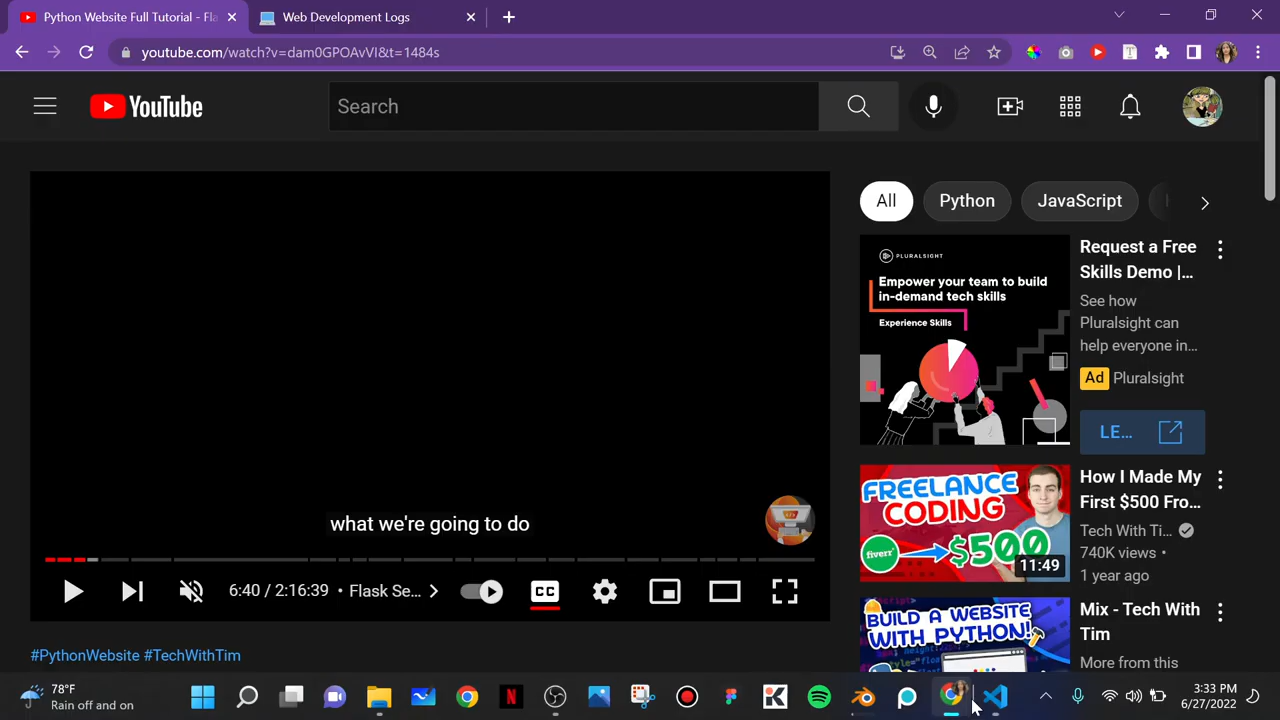 Python Website Full Tutorial - Fla
Web Development Logs
youtube.com/watch?v=dam0GPOAvVI&t=1484s
YouTube
Search
All
Python
JavaScript
PLURALSIGHT
Empower your team to build
in-demand tech skills
Experience Skills
Request a Free
Skills Demo |...
See how
Pluralsight can
help everyone in...
Ad Pluralsight
LE...
what we're going to do
6:40 / 2:16:39 • Flask Se...
CC
FREELANCE
CODING
fiverr
$500
11:49
How I Made My
First $500 Fro...
Tech With Ti...
740K views •
1 year ago
BUILD A WEBSITE
WITH PYTHON!
Mix - Tech With
Tim
More from this
#PythonWebsite #TechWithTim
78°F
Rain off and on
3:33 PM
6/27/2022